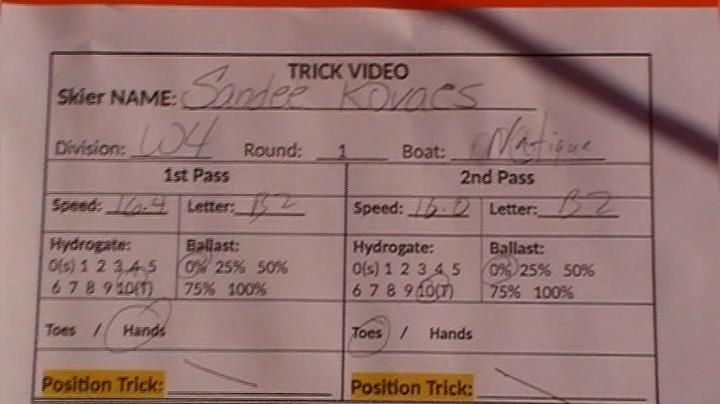 TRICK VIDEO
Skier NAME: Sandee Kovacs
Division: W4 Round: 1 Boat: Natique
1st Pass 2nd Pass
Speed: 16.4 Letter: B2 Speed: 16.0 Letter: B2
Hydrogate: Ballast: Hydrogate: Ballast:
0(s) 1 2 3 4 5 0% 25% 50% 0(s) 1 2 3 4 5 0% 25% 50%
6 7 8 9 10(T) 75% 100% 6 7 8 9 10(T) 75% 100%
Toes / Hands Toes / Hands
Position Trick: Position Trick: